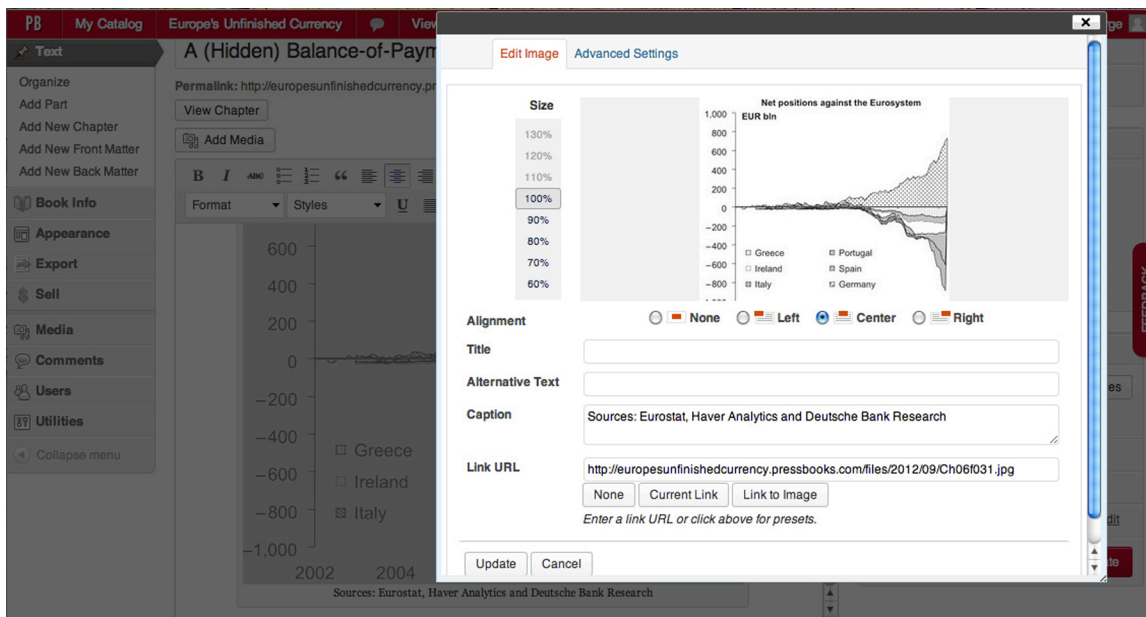 PB My Catalog Europe's Unfinished Currency View
Text
Organize
Add Part
Add New Chapter
Add New Front Matter
Add New Back Matter
Book Info
Appearance
Export
Sell
Media
Comments
Users
Utilities
Collapse menu
A (Hidden) Balance-of-Paym
Permalink: http://europesunfinishedcurrency.pr
View Chapter
Add Media
B I ABC
Format Styles U
600
400
200
0
−200
−400
−600
−800
−1,000
Greece
Ireland
Italy
2002 2004
Sources: Eurostat, Haver Analytics and Deutsche Bank Research
x
Edit Image Advanced Settings
Size
130%
120%
110%
100%
90%
80%
70%
60%
Net positions against the Eurosystem
EUR bln
1,000
800
600
400
200
0
−200
−400
−600
−800
Greece Portugal
Ireland Spain
Italy Germany
Alignment None Left Center Right
Title
Alternative Text
Caption Sources: Eurostat, Haver Analytics and Deutsche Bank Research
Link URL http://europesunfinishedcurrency.pressbooks.com/files/2012/09/Ch06f031.jpg
None Current Link Link to Image
Enter a link URL or click above for presets.
Update Cancel
rge
es
dit
te